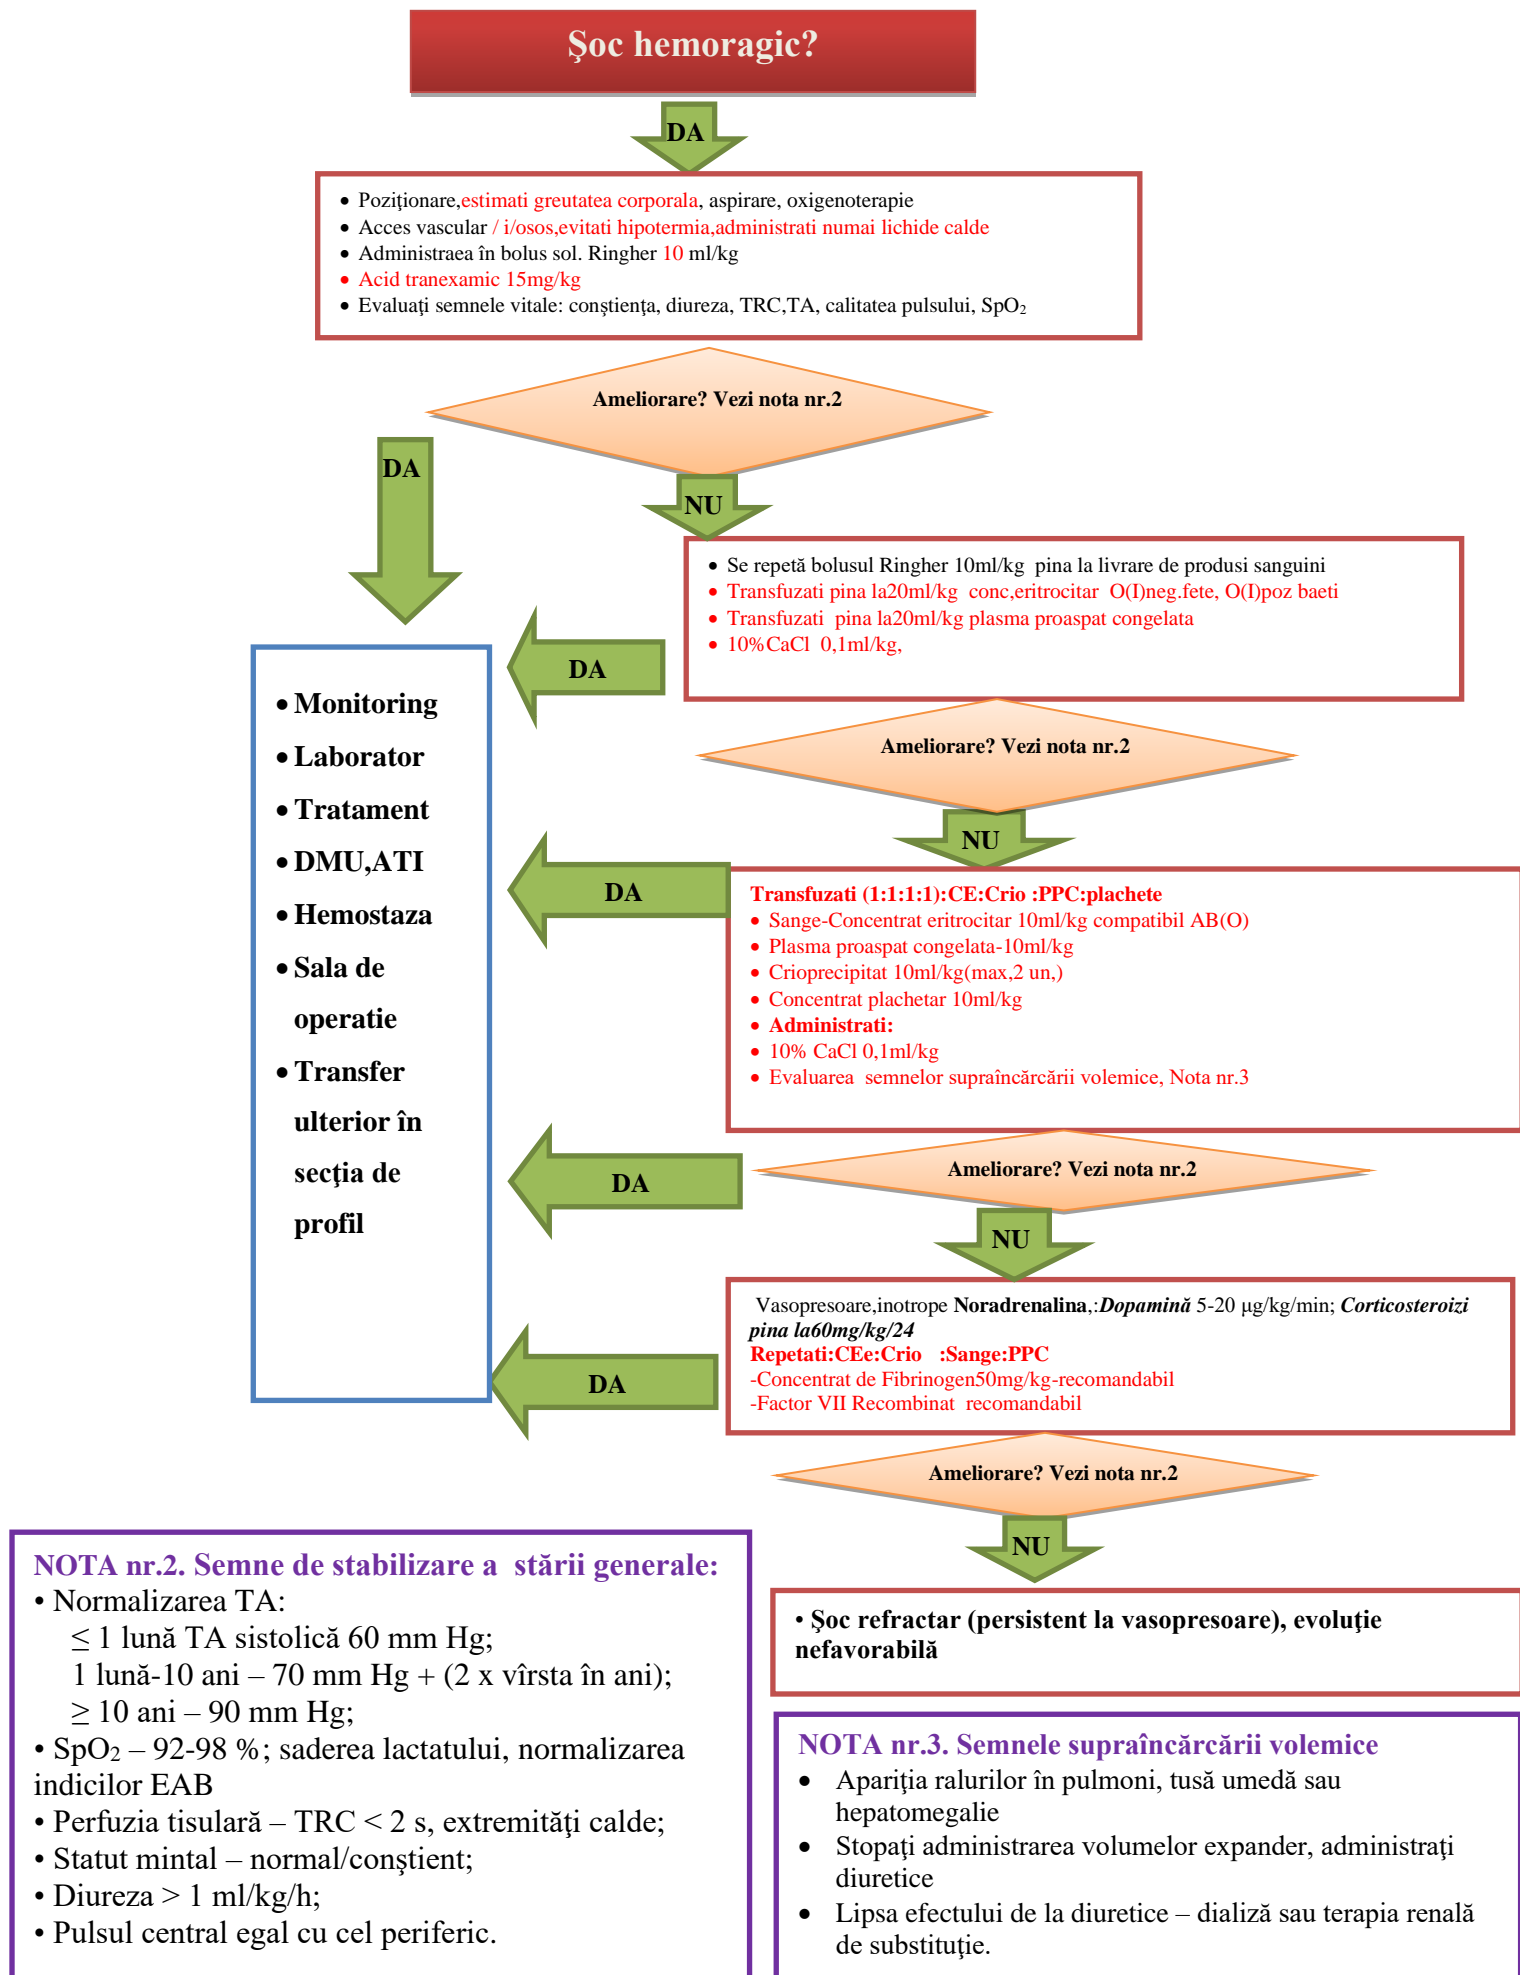 Şoc hemoragic?
DA
• Poziţionare,estimati greutatea corporala, aspirare, oxigenoterapie
• Acces vascular / i/osos,evitati hipotermia,administrati numai lichide calde
• Administraea în bolus sol. Ringher 10 ml/kg
• Acid tranexamic 15mg/kg
• Evaluaţi semnele vitale: conştienţa, diureza, TRC,TA, calitatea pulsului, SpO₂
Ameliorare? Vezi nota nr.2
DA
NU
• Se repetă bolusul Ringher 10ml/kg pina la livrare de produsi sanguini
• Transfuzati pina la20ml/kg conc,eritrocitar O(I)neg.fete, O(I)poz baeti
• Transfuzati pina la20ml/kg plasma proaspat congelata
• 10%CaCl 0,1ml/kg,
DA
Ameliorare? Vezi nota nr.2
NU
• Monitoring
• Laborator
• Tratament
• DMU,ATI
• Hemostaza
• Sala de
operatie
• Transfer
ulterior în
secţia de
profil
DA
Transfuzati (1:1:1:1):CE:Crio :PPC:plachete
• Sange-Concentrat eritrocitar 10ml/kg compatibil AB(O)
• Plasma proaspat congelata-10ml/kg
• Crioprecipitat 10ml/kg(max,2 un,)
• Concentrat plachetar 10ml/kg
• Administrati:
• 10% CaCl 0,1ml/kg
• Evaluarea semnelor supraîncărcării volemice, Nota nr.3
Ameliorare? Vezi nota nr.2
DA
NU
Vasopresoare,inotrope Noradrenalina,:Dopamină 5-20 μg/kg/min; Corticosteroizi
pina la60mg/kg/24
Repetati:CEe:Crio :Sange:PPC
-Concentrat de Fibrinogen50mg/kg-recomandabil
-Factor VII Recombinat recomandabil
DA
Ameliorare? Vezi nota nr.2
NU
• Şoc refractar (persistent la vasopresoare), evoluţie
nefavorabilă
NOTA nr.2. Semne de stabilizare a stării generale:
• Normalizarea TA:
≤ 1 lună TA sistolică 60 mm Hg;
1 lună-10 ani – 70 mm Hg + (2 x vîrsta în ani);
≥ 10 ani – 90 mm Hg;
• SpO₂ – 92-98 %; saderea lactatului, normalizarea
indicilor EAB
• Perfuzia tisulară – TRC < 2 s, extremităţi calde;
• Statut mintal – normal/conştient;
• Diureza > 1 ml/kg/h;
• Pulsul central egal cu cel periferic.
NOTA nr.3. Semnele supraîncărcării volemice
• Apariţia ralurilor în pulmoni, tusă umedă sau
hepatomegalie
• Stopaţi administrarea volumelor expander, administraţi
diuretice
• Lipsa efectului de la diuretice – dializă sau terapia renală
de substituţie.